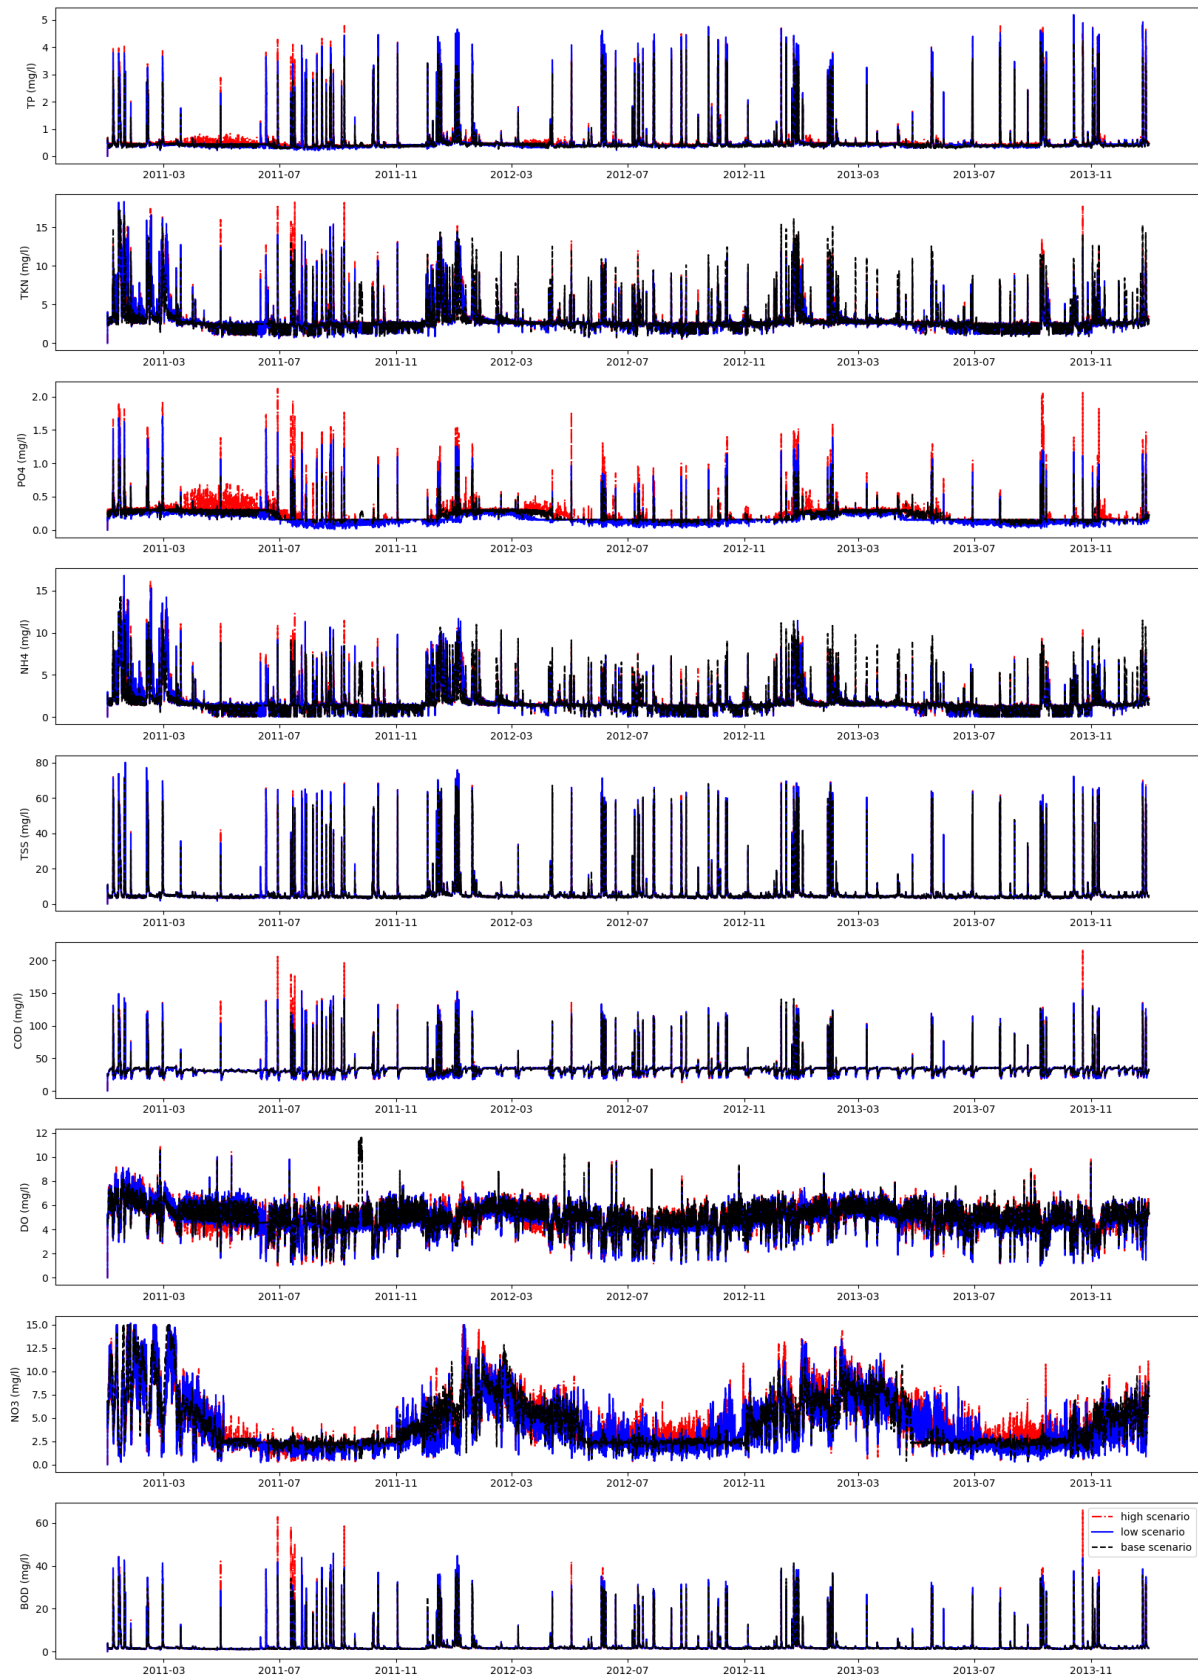 TP (mg/l)
5
4
3
2
1
0
2011-03 2011-07 2011-11 2012-03 2012-07 2012-11 2013-03 2013-07 2013-11
TKN (mg/l)
15
10
5
0
2011-03 2011-07 2011-11 2012-03 2012-07 2012-11 2013-03 2013-07 2013-11
PO4 (mg/l)
2.0
1.5
1.0
0.5
0.0
2011-03 2011-07 2011-11 2012-03 2012-07 2012-11 2013-03 2013-07 2013-11
NH4 (mg/l)
15
10
5
0
2011-03 2011-07 2011-11 2012-03 2012-07 2012-11 2013-03 2013-07 2013-11
TSS (mg/l)
80
60
40
20
0
2011-03 2011-07 2011-11 2012-03 2012-07 2012-11 2013-03 2013-07 2013-11
COD (mg/l)
200
150
100
50
0
2011-03 2011-07 2011-11 2012-03 2012-07 2012-11 2013-03 2013-07 2013-11
DO (mg/l)
12
10
8
6
4
2
0
2011-03 2011-07 2011-11 2012-03 2012-07 2012-11 2013-03 2013-07 2013-11
NO3 (mg/l)
15.0
12.5
10.0
7.5
5.0
2.5
0.0
2011-03 2011-07 2011-11 2012-03 2012-07 2012-11 2013-03 2013-07 2013-11
BOD (mg/l)
60
40
20
0
high scenario
low scenario
base scenario
2011-03 2011-07 2011-11 2012-03 2012-07 2012-11 2013-03 2013-07 2013-11